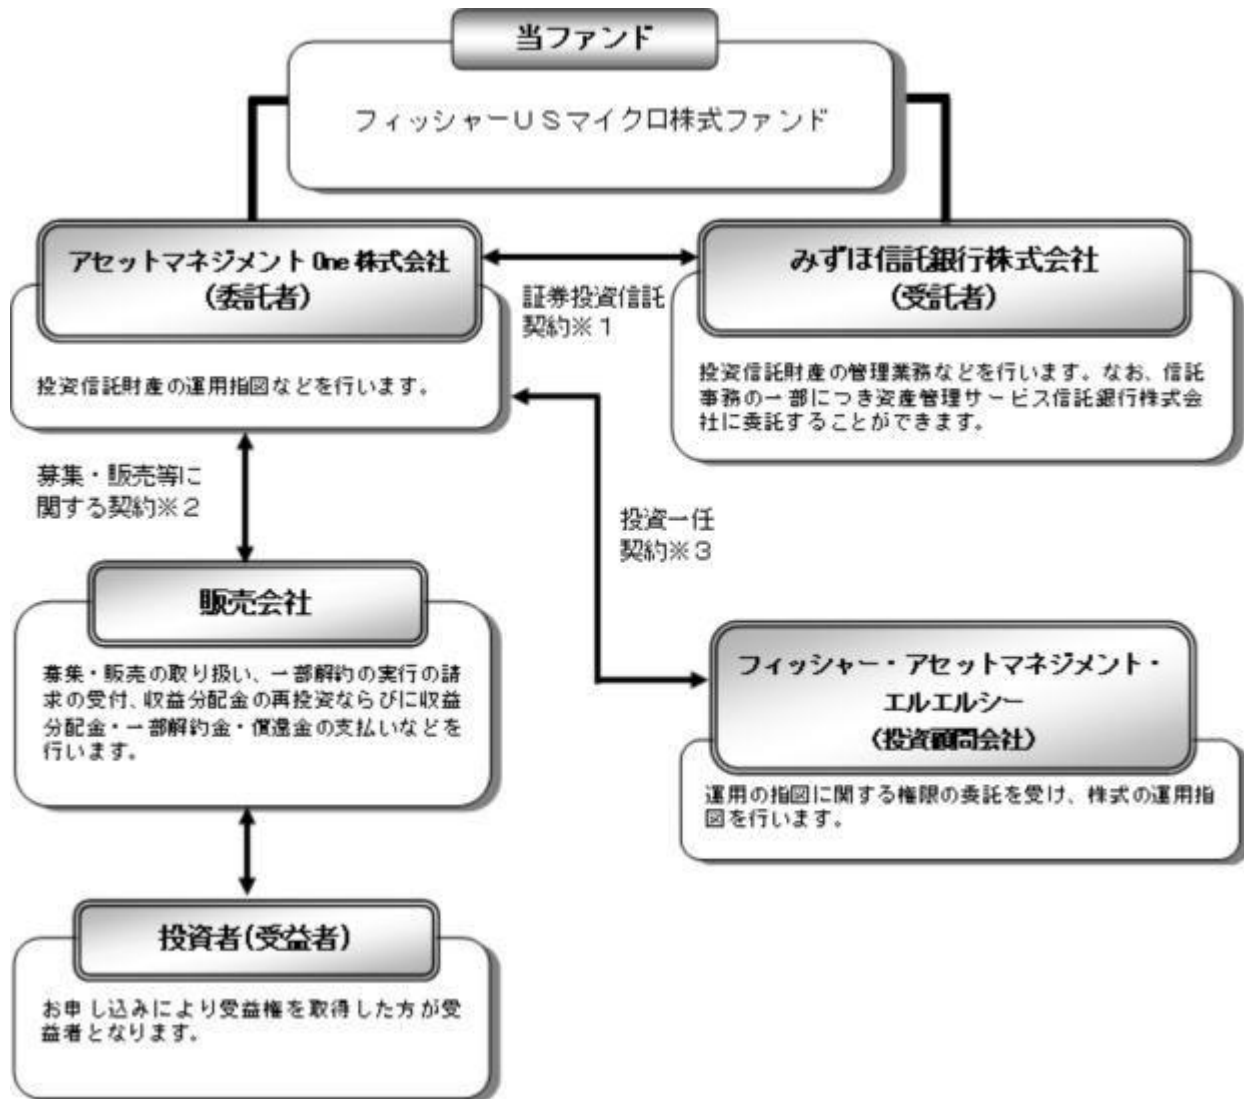 当ファンド
フィッシャーＵＳマイクロ株式ファンド
アセットマネジメント One 株式会社
（委託者）
投資信託財産の運用指図などを行います。
証券投資信託
契約※１
みずほ信託銀行株式会社
（受託者）
投資信託財産の管理業務などを行います。なお、信託
事務の一部につき資産管理サービス信託銀行株式会
社に委託することができます。
募集・販売等に
関する契約※２
投資一任
契約※３
販売会社
募集・販売の取り扱い、一部解約の実行の請
求の受付、収益分配金の再投資ならびに収益
分配金・一部解約金・償還金の支払いなどを
行います。
フィッシャー・アセットマネジメント・
エルエルシー
（投資顧問会社）
運用の指図に関する権限の委託を受け、株式の運用指
図を行います。
投資者（受益者）
お申し込みにより受益権を取得した方が受
益者となります。